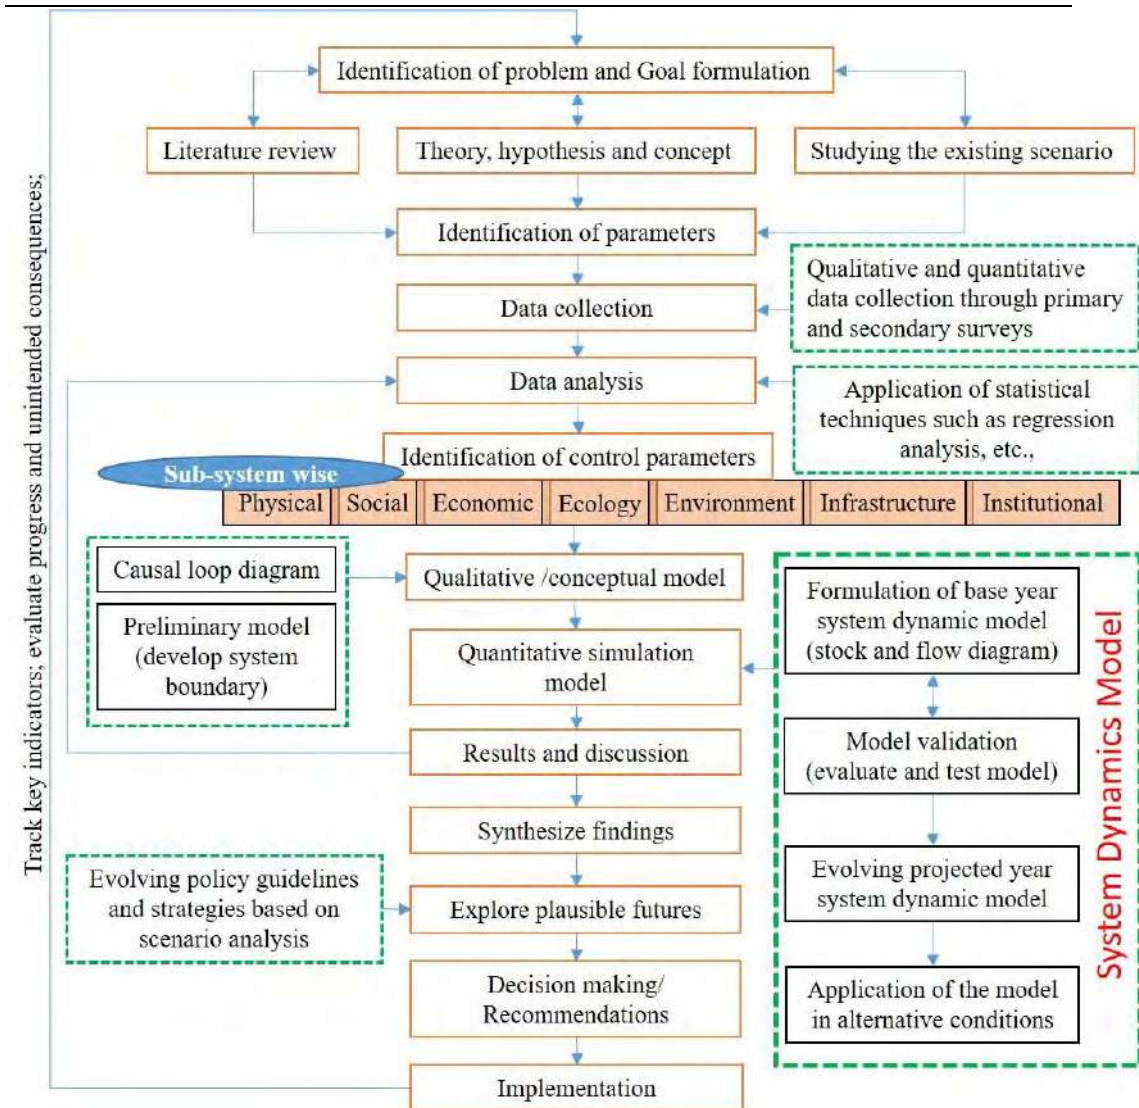 Identification of problem and Goal formulation
Literature review
Theory, hypothesis and concept
Studying the existing scenario
Identification of parameters
Qualitative and quantitative
data collection through primary
and secondary surveys
Data collection
Data analysis
Application of statistical
techniques such as regression
analysis, etc.,
Identification of control parameters
Sub-system wise
Physical Social Economic Ecology Environment Infrastructure Institutional
Causal loop diagram
Preliminary model
(develop system
boundary)
Qualitative /conceptual model
Quantitative simulation
model
Formulation of base year
system dynamic model
(stock and flow diagram)
Model validation
(evaluate and test model)
Evolving projected year
system dynamic model
Application of the model
in alternative conditions
System Dynamics Model
Results and discussion
Synthesize findings
Evolving policy guidelines
and strategies based on
scenario analysis
Explore plausible futures
Decision making/
Recommendations
Implementation
Track key indicators; evaluate progress and unintended consequences;